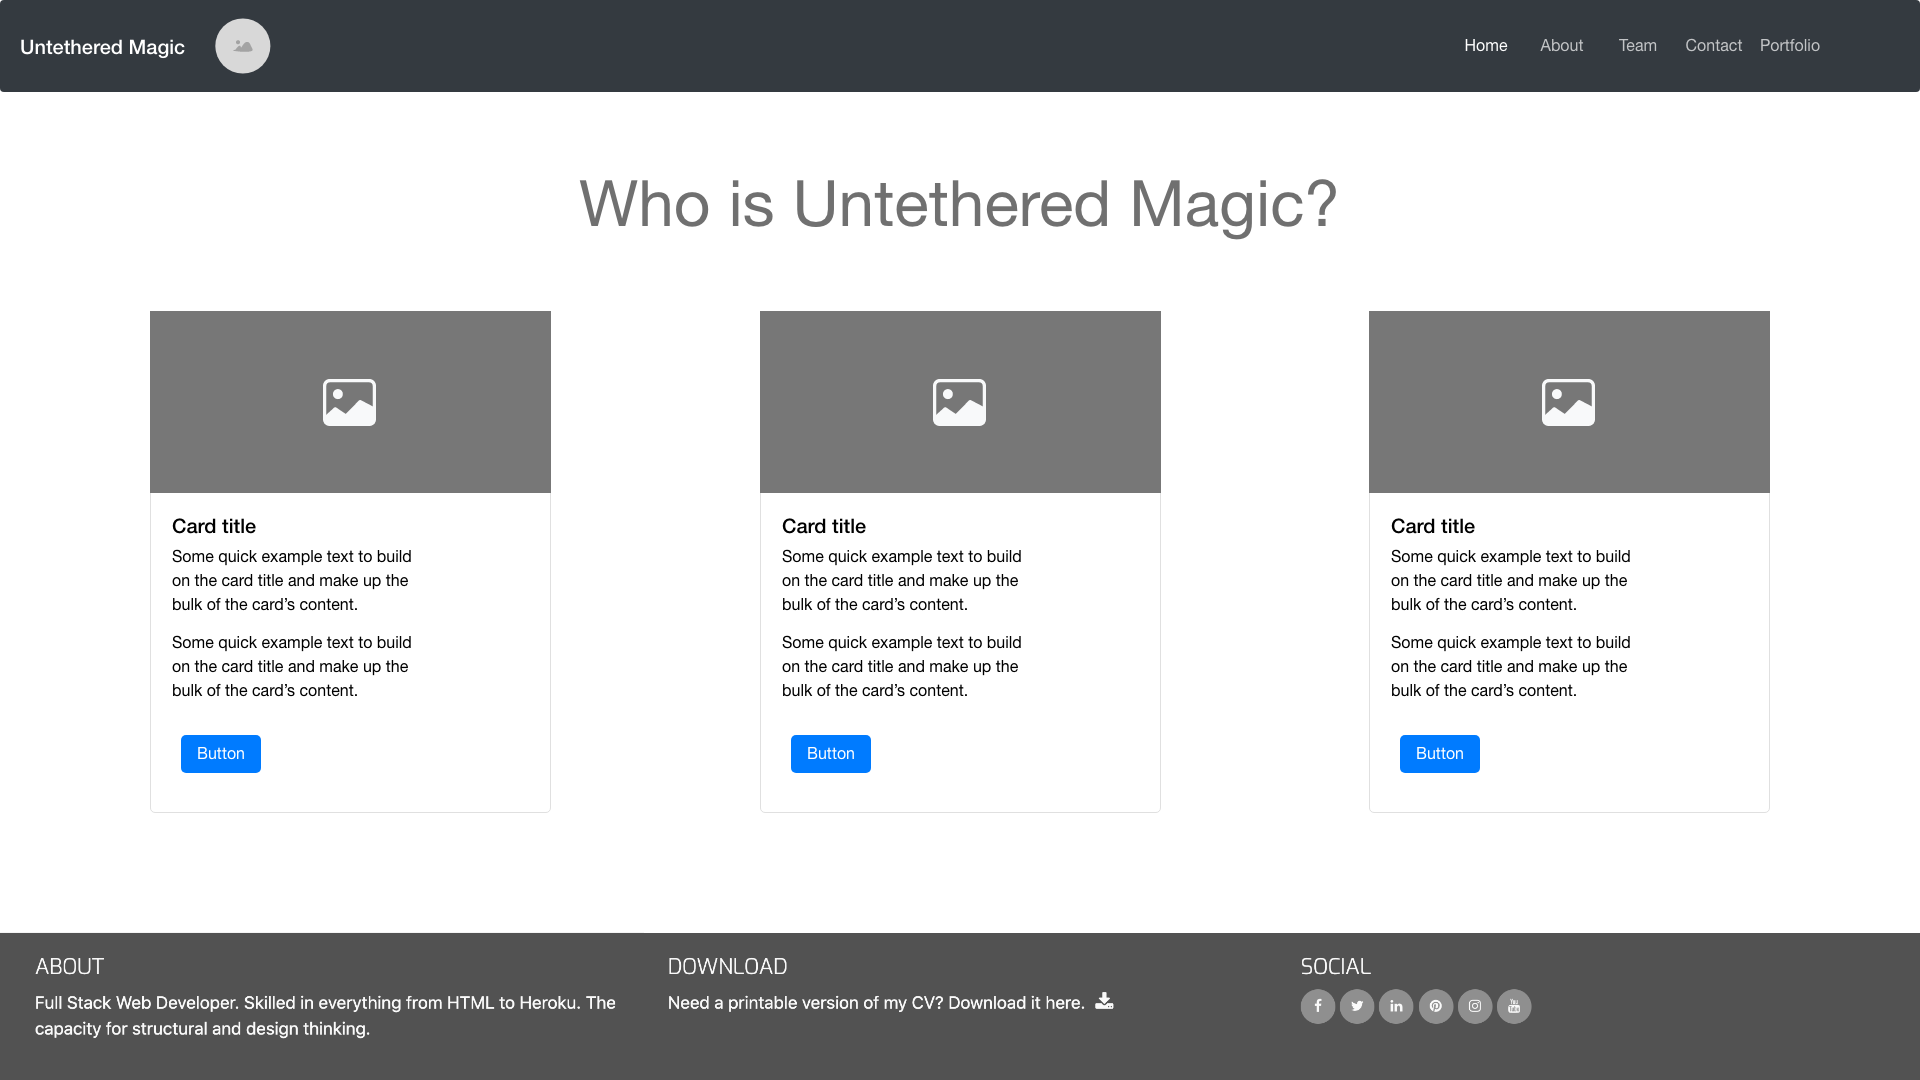 Untethered Magic
Home About Team Contact Portfolio
Who is Untethered Magic?
Card title
Some quick example text to build
on the card title and make up the
bulk of the card’s content.
Some quick example text to build
on the card title and make up the
bulk of the card’s content.
Button
Card title
Some quick example text to build
on the card title and make up the
bulk of the card’s content.
Some quick example text to build
on the card title and make up the
bulk of the card’s content.
Button
Card title
Some quick example text to build
on the card title and make up the
bulk of the card’s content.
Some quick example text to build
on the card title and make up the
bulk of the card’s content.
Button
ABOUT
Full Stack Web Developer. Skilled in everything from HTML to Heroku. The
capacity for structural and design thinking.
DOWNLOAD
Need a printable version of my CV? Download it here.
SOCIAL